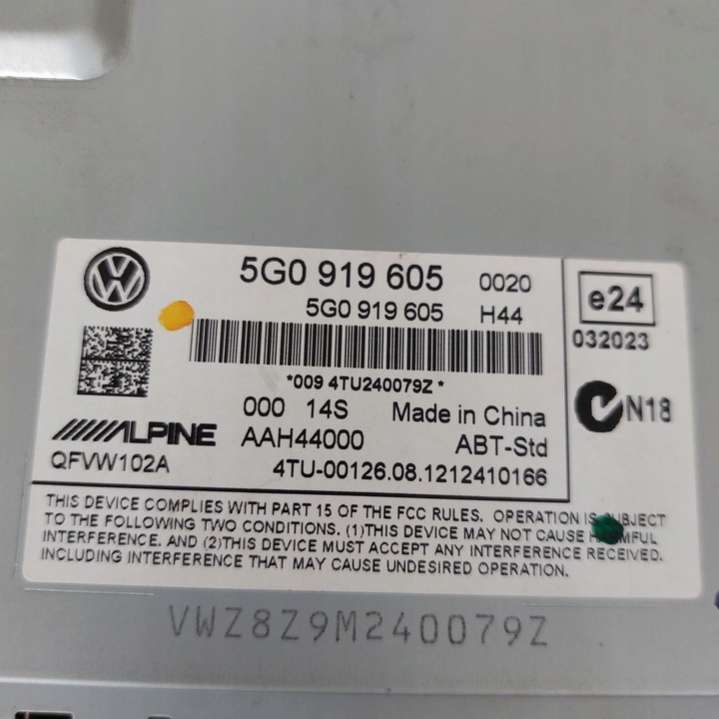 5G0 919 605 0020
5G0 919 605 H44
*009 4TU240079Z*
000 14S Made in China
ALPINE AAH44000 ABT-Std
QFVW102A 4TU-00126.08.1212410166
e24
032023
N18
THIS DEVICE COMPLIES WITH PART 15 OF THE FCC RULES. OPERATION IS SUBJECT
TO THE FOLLOWING TWO CONDITIONS. (1)THIS DEVICE MAY NOT CAUSE HARMFUL
INTERFERENCE. AND (2)THIS DEVICE MUST ACCEPT ANY INTERFERENCE RECEIVED.
INCLUDING INTERFERENCE THAT MAY CAUSE UNDESIRED OPERATION.
VWZ8Z9M240079Z